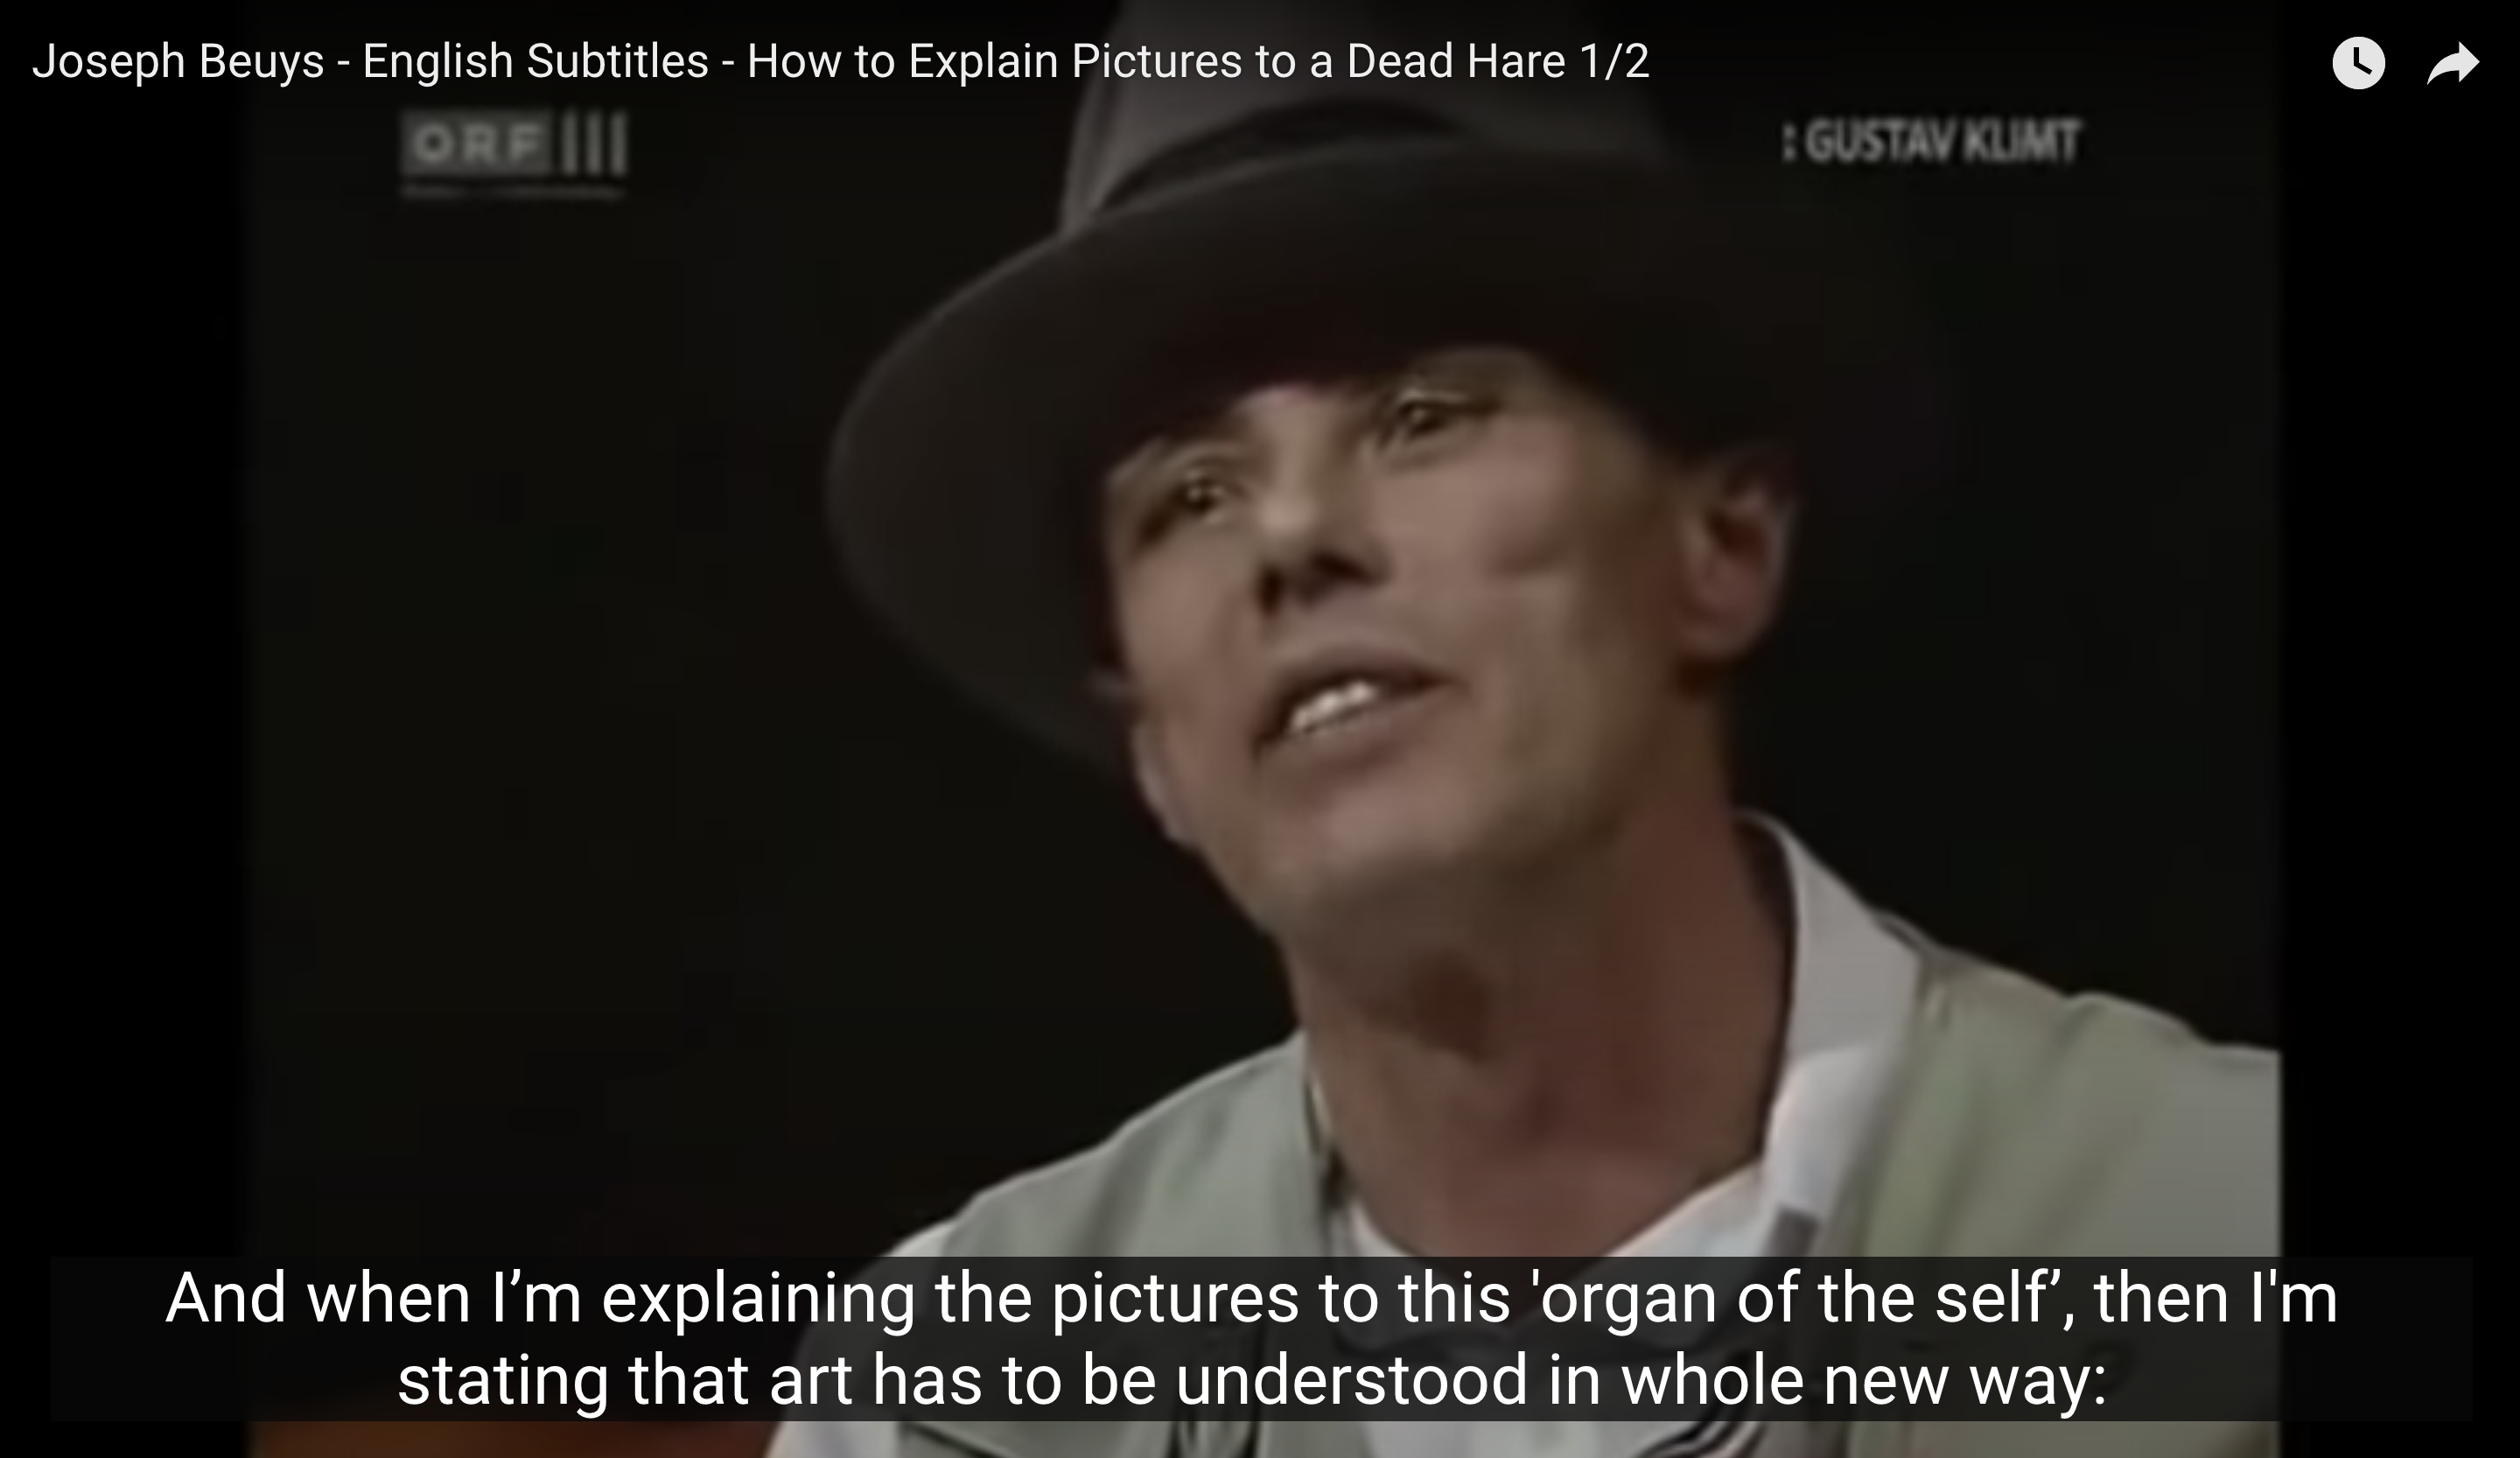 Joseph Beuys - English Subtitles - How to Explain Pictures to a Dead Hare 1/2
ORF III
: GUSTAV KLIMT
And when I’m explaining the pictures to this 'organ of the self’, then I'm
stating that art has to be understood in whole new way: